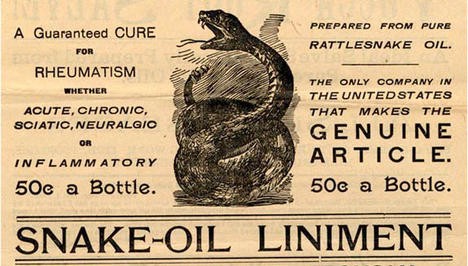 A Guaranteed CURE
FOR
RHEUMATISM
WHETHER
ACUTE, CHRONIC,
SCIATIC, NEURALGIC
OR
INFLAMMATORY
50c a Bottle.
PREPARED FROM PURE
RATTLESNAKE OIL.
THE ONLY COMPANY IN
THE UNITED STATES
THAT MAKES THE
GENUINE
ARTICLE.
50c a Bottle.
SNAKE-OIL LINIMENT